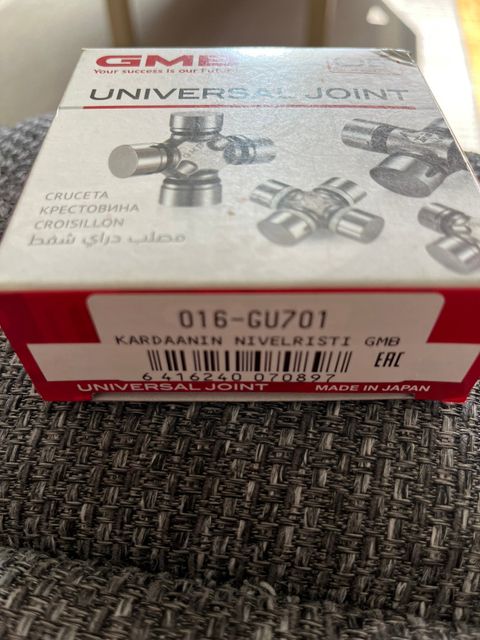 GMB
Your success is our Future
UNIVERSAL JOINT
CRUCETA
КРЕСТОВИНА
CROISILLON
مصلب دراي شفط
016-GU701
KARDAANIN NIVELRISTI GMB
EAC
6 416240 070897
UNIVERSAL JOINT
MADE IN JAPAN